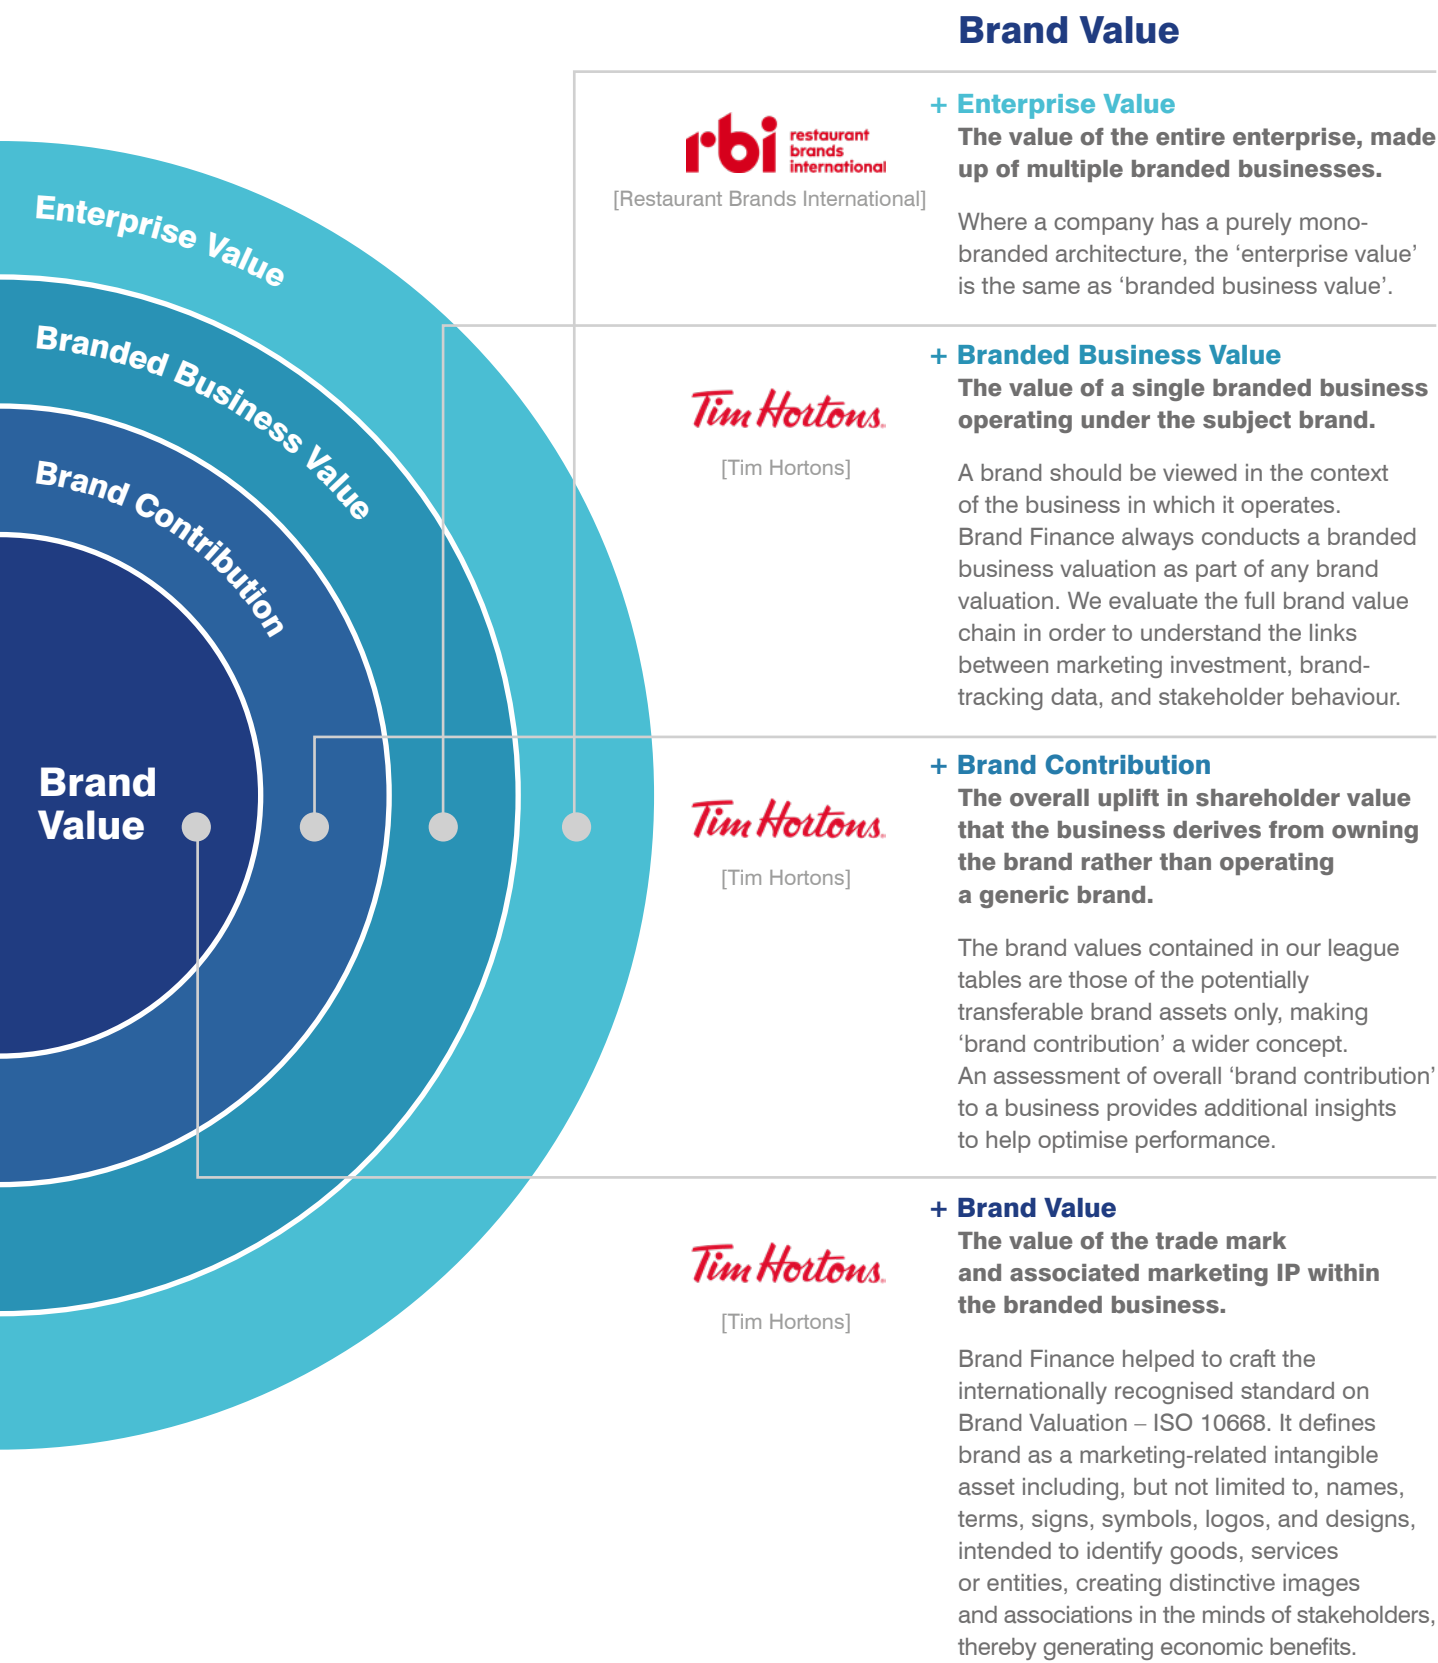 Brand Value
Enterprise Value
Branded Business Value
Brand Contribution
Brand
Value
rbi restaurant
brands
international
[Restaurant Brands International]
+ Enterprise Value
The value of the entire enterprise, made
up of multiple branded businesses.
Where a company has a purely mono-
branded architecture, the ‘enterprise value’
is the same as ‘branded business value’.
Tim Hortons.
[Tim Hortons]
+ Branded Business Value
The value of a single branded business
operating under the subject brand.
A brand should be viewed in the context
of the business in which it operates.
Brand Finance always conducts a branded
business valuation as part of any brand
valuation. We evaluate the full brand value
chain in order to understand the links
between marketing investment, brand-
tracking data, and stakeholder behaviour.
Tim Hortons.
[Tim Hortons]
+ Brand Contribution
The overall uplift in shareholder value
that the business derives from owning
the brand rather than operating
a generic brand.
The brand values contained in our league
tables are those of the potentially
transferable brand assets only, making
‘brand contribution’ a wider concept.
An assessment of overall ‘brand contribution’
to a business provides additional insights
to help optimise performance.
Tim Hortons.
[Tim Hortons]
+ Brand Value
The value of the trade mark
and associated marketing IP within
the branded business.
Brand Finance helped to craft the
internationally recognised standard on
Brand Valuation – ISO 10668. It defines
brand as a marketing-related intangible
asset including, but not limited to, names,
terms, signs, symbols, logos, and designs,
intended to identify goods, services
or entities, creating distinctive images
and associations in the minds of stakeholders,
thereby generating economic benefits.